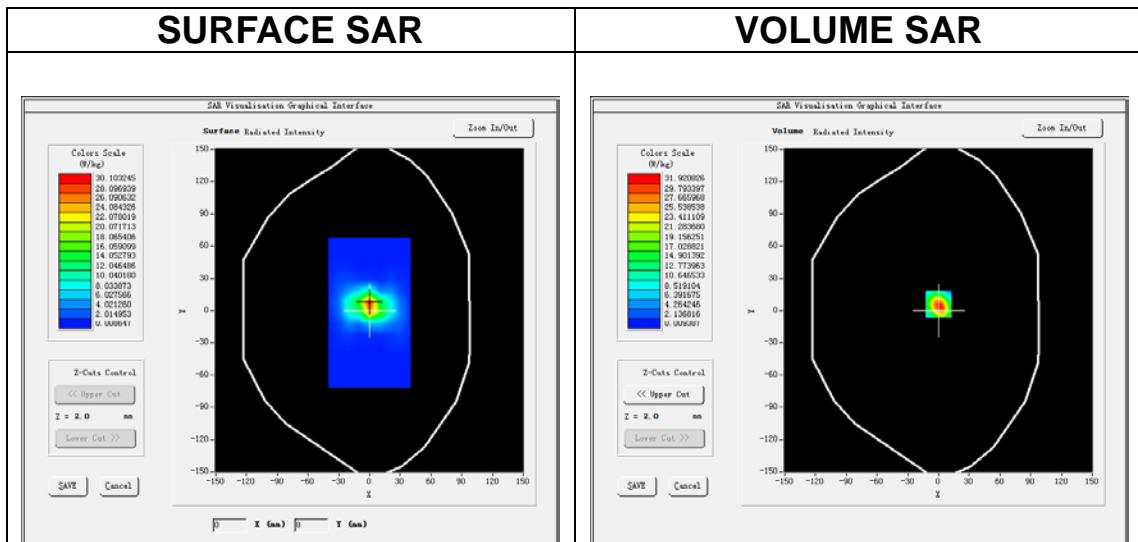 SURFACE SAR
SAR Visualisation Graphical Interface
Surface Radiated Intensity
Zoom In/Out
Colors Scale
(W/kg)
30.103245
28.096939
26.090632
24.084326
22.078019
20.071713
18.065406
16.059099
14.052793
12.046486
10.040180
8.033873
6.027566
4.021260
2.014953
0.008647
Z-Cuts Control
<< Upper Cut
Z = 2.0 mm
Lower Cut >>
SAVE
Cancel
150
120
90
60
30
0
-30
-60
-90
-120
-150
Y
-150 -120 -90 -60 -30 0 30 60 90 120 150
X
0 X (mm)
Y (mm)
VOLUME SAR
SAR Visualisation Graphical Interface
Volume Radiated Intensity
Zoom In/Out
Colors Scale
(W/kg)
31.920826
29.793397
27.665968
25.538538
23.411109
21.283680
19.156251
17.028821
14.901392
12.773963
10.646533
8.519104
6.391675
4.264246
2.136816
0.009387
Z-Cuts Control
<< Upper Cut
Z = 2.0 mm
Lower Cut >>
SAVE
Cancel
150
120
90
60
30
0
-30
-60
-90
-120
-150
Y
-150 -120 -90 -60 -30 0 30 60 90 120 150
X